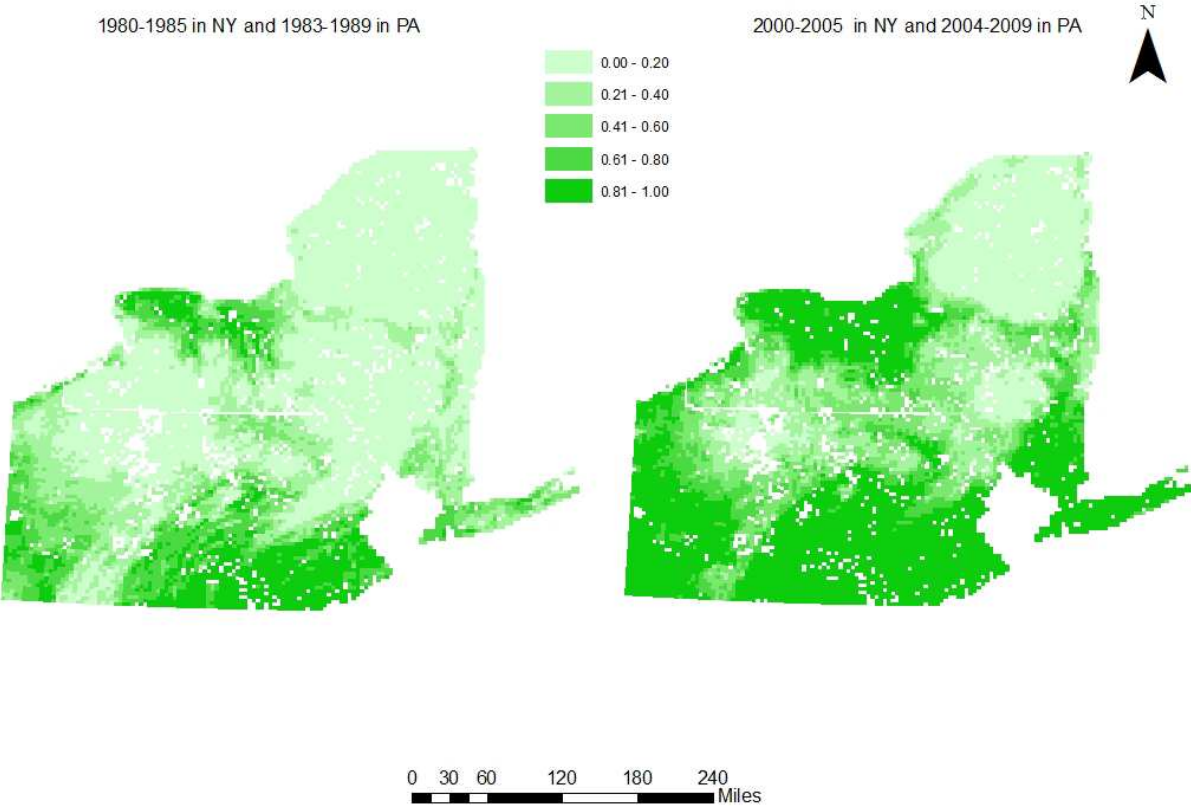 1980-1985 in NY and 1983-1989 in PA
2000-2005 in NY and 2004-2009 in PA
N
0.00 - 0.20
0.21 - 0.40
0.41 - 0.60
0.61 - 0.80
0.81 - 1.00
0 30 60 120 180 240
Miles